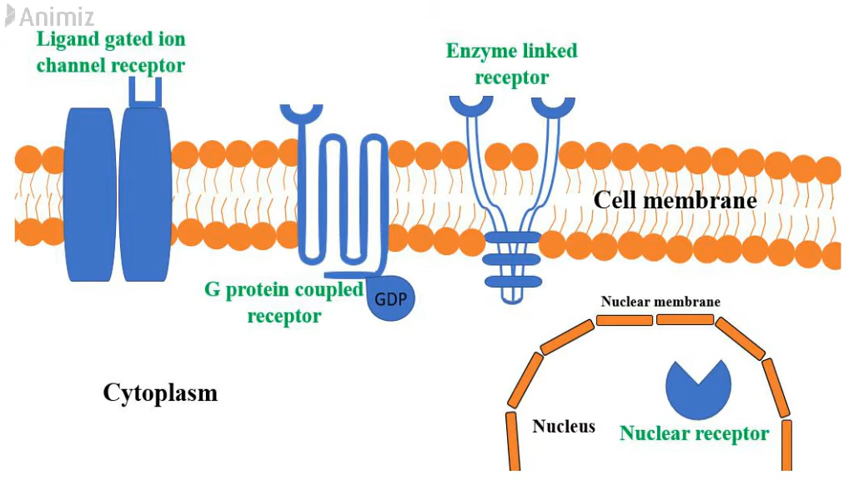 Animiz
Ligand gated ion
channel receptor
Enzyme linked
receptor
Cell membrane
G protein coupled
receptor
GDP
Nuclear membrane
Cytoplasm
Nucleus
Nuclear receptor